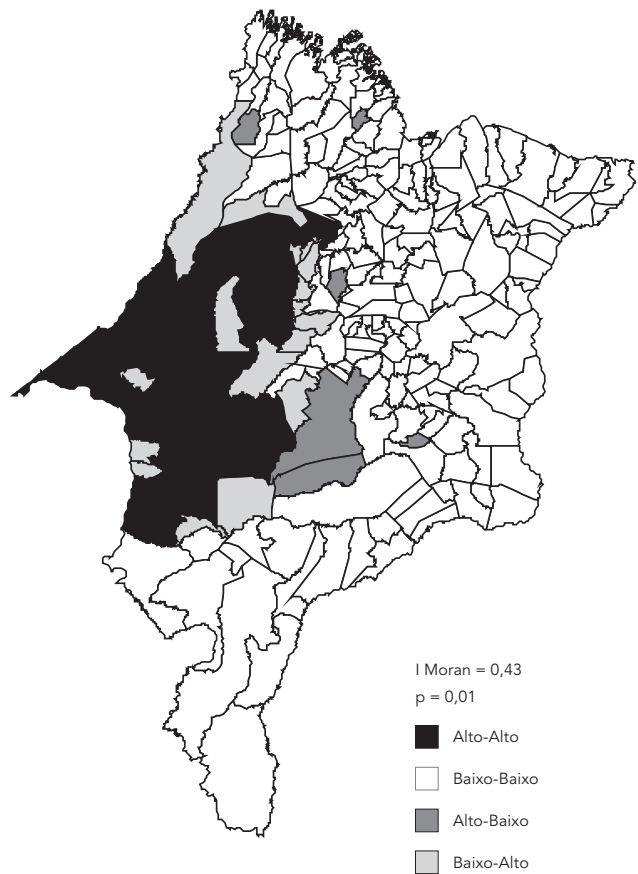 I Moran = 0,43
p = 0,01
Alto-Alto
Baixo-Baixo
Alto-Baixo
Baixo-Alto